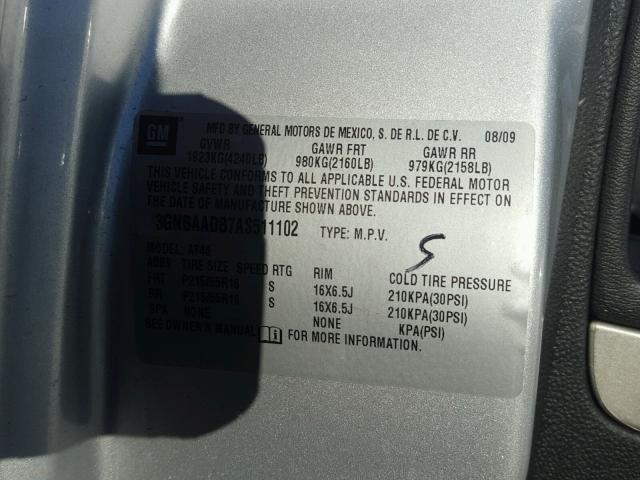 GM
MFD BY GENERAL MOTORS DE MEXICO, S. DE R.L. DE C.V. 08/09
GVWR GAWR FRT GAWR RR
1923KG(4240LB) 980KG(2160LB) 979KG(2158LB)
THIS VEHICLE CONFORMS TO ALL APPLICABLE U.S. FEDERAL MOTOR
VEHICLE SAFETY AND THEFT PREVENTION STANDARDS IN EFFECT ON
THE DATE OF MANUFACTURE SHOWN ABOVE.
3GNBAADB7AS511102 TYPE: M.P.V.
S
MODEL: AT46
TIRE SIZE SPEED RTG RIM COLD TIRE PRESSURE
FRT P215/65R16 S 16X6.5J 210KPA(30PSI)
RR P215/65R16 S 16X6.5J 210KPA(30PSI)
SPA NONE NONE KPA(PSI)
SEE OWNER'S MANUAL FOR MORE INFORMATION.